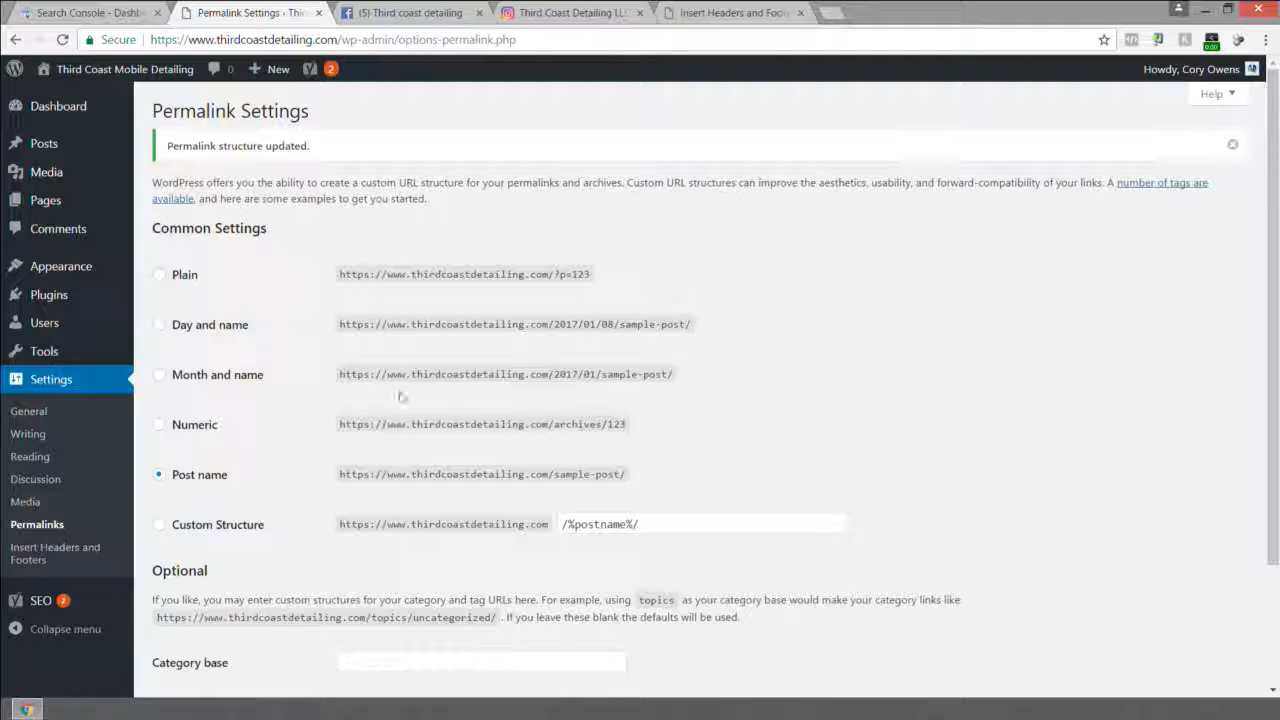 Search Console - Dashb
Permalink Settings ‹ Thi
(5) Third coast detailing
Third Coast Detailing LL
Insert Headers and Foo
Secure
https://www.thirdcoastdetailing.com/wp-admin/options-permalink.php
0.00
Third Coast Mobile Detailing
0
New
2
Howdy, Cory Owens
Help
Dashboard
Posts
Media
Pages
Comments
Appearance
Plugins
Users
Tools
Settings
General
Writing
Reading
Discussion
Media
Permalinks
Insert Headers and
Footers
SEO 2
Collapse menu
Permalink Settings
Permalink structure updated.
WordPress offers you the ability to create a custom URL structure for your permalinks and archives. Custom URL structures can improve the aesthetics, usability, and forward-compatibility of your links. A number of tags are
available, and here are some examples to get you started.
Common Settings
Plain https://www.thirdcoastdetailing.com/?p=123
Day and name https://www.thirdcoastdetailing.com/2017/01/08/sample-post/
Month and name https://www.thirdcoastdetailing.com/2017/01/sample-post/
Numeric https://www.thirdcoastdetailing.com/archives/123
Post name https://www.thirdcoastdetailing.com/sample-post/
Custom Structure https://www.thirdcoastdetailing.com /%postname%/
Optional
If you like, you may enter custom structures for your category and tag URLs here. For example, using topics as your category base would make your category links like
https://www.thirdcoastdetailing.com/topics/uncategorized/ . If you leave these blank the defaults will be used.
Category base